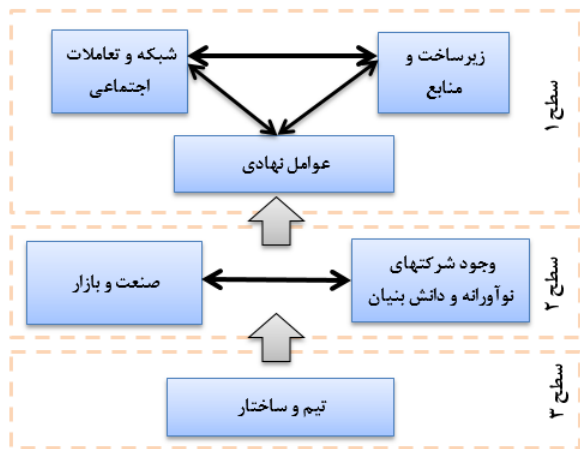 زیرساخت و
منابع
شبکه و تعاملات
اجتماعی
عوامل نهادی
سطح ۱
وجود شرکتهای
نوآورانه و دانش بنیان
صنعت و بازار
سطح ۲
تیم و ساختار
سطح ۳